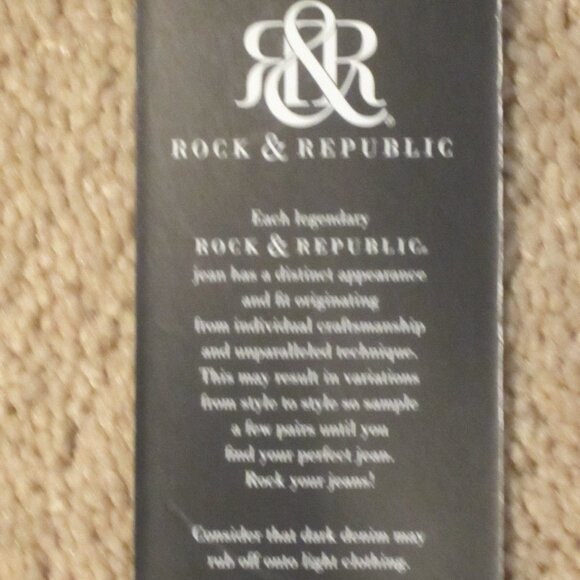 R&R®
ROCK & REPUBLIC
Each legendary
ROCK & REPUBLIC®
jean has a distinct appearance
and fit originating
from individual craftsmanship
and unparalleled technique.
This may result in variations
from style to style so sample
a few pairs until you
find your perfect jean.
Rock your jeans!
Consider that dark denim may
rub off onto light clothing.